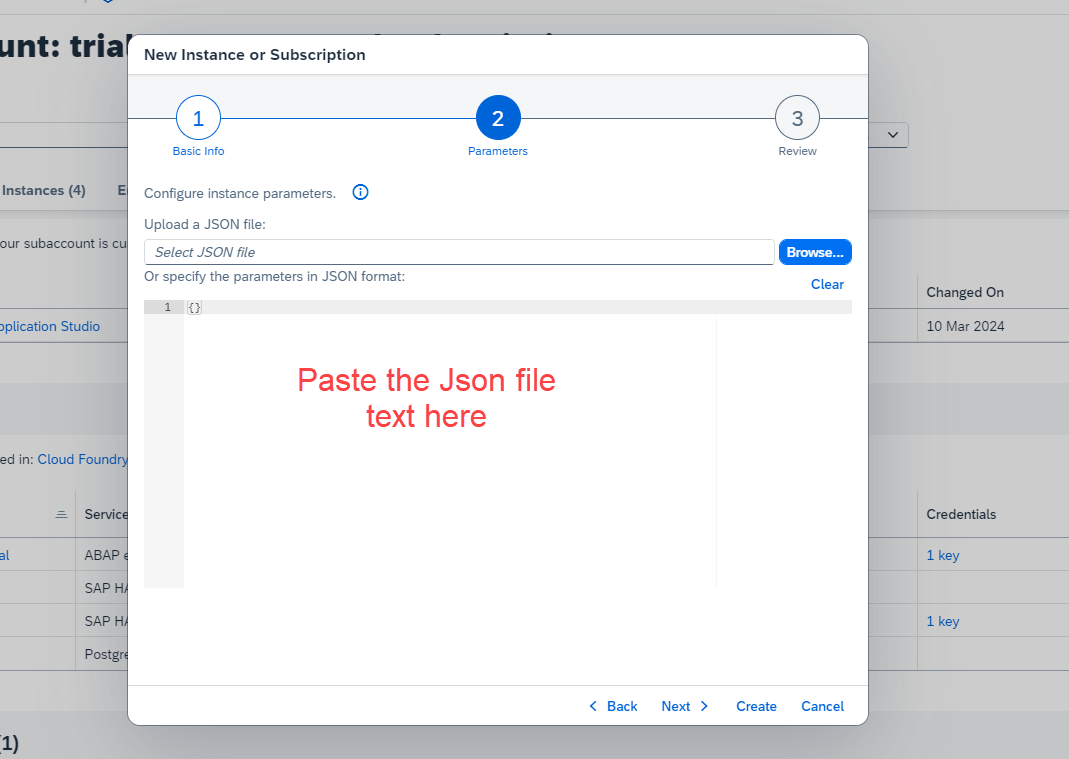 unt: trial
New Instance or Subscription
1
2
3
Basic Info
Parameters
Review
Instances (4)
Configure instance parameters.
Upload a JSON file:
our subaccount is cu
Select JSON file
Browse...
Or specify the parameters in JSON format:
Clear
Changed On
1 {}
pplication Studio
10 Mar 2024
Paste the Json file
text here
ed in: Cloud Foundry
Service
Credentials
al
ABAP e
1 key
SAP HA
SAP HA
1 key
Postgre
Back
Next
Create
Cancel
(1)